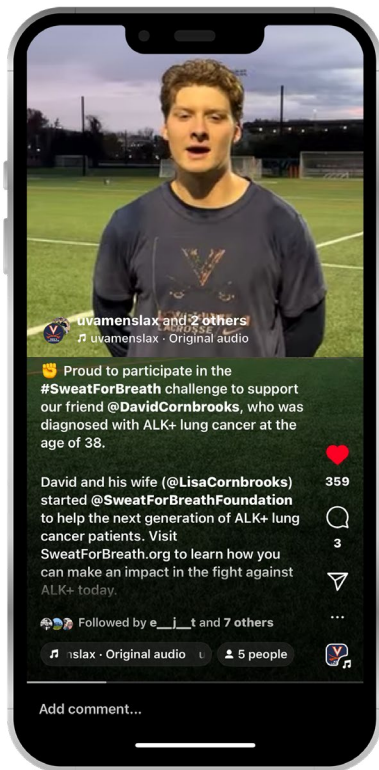 LACROSSE
uvamenslax and 2 others
uvamenslax · Original audio
✊ Proud to participate in the
#SweatForBreath challenge to support
our friend @DavidCornbrooks, who was
diagnosed with ALK+ lung cancer at the
age of 38.
David and his wife (@LisaCornbrooks)
started @SweatForBreathFoundation
to help the next generation of ALK+ lung
cancer patients. Visit
SweatForBreath.org to learn how you
can make an impact in the fight against
ALK+ today.
359
3
Followed by e__j__t and 7 others
nslax · Original audio u
5 people
Add comment...